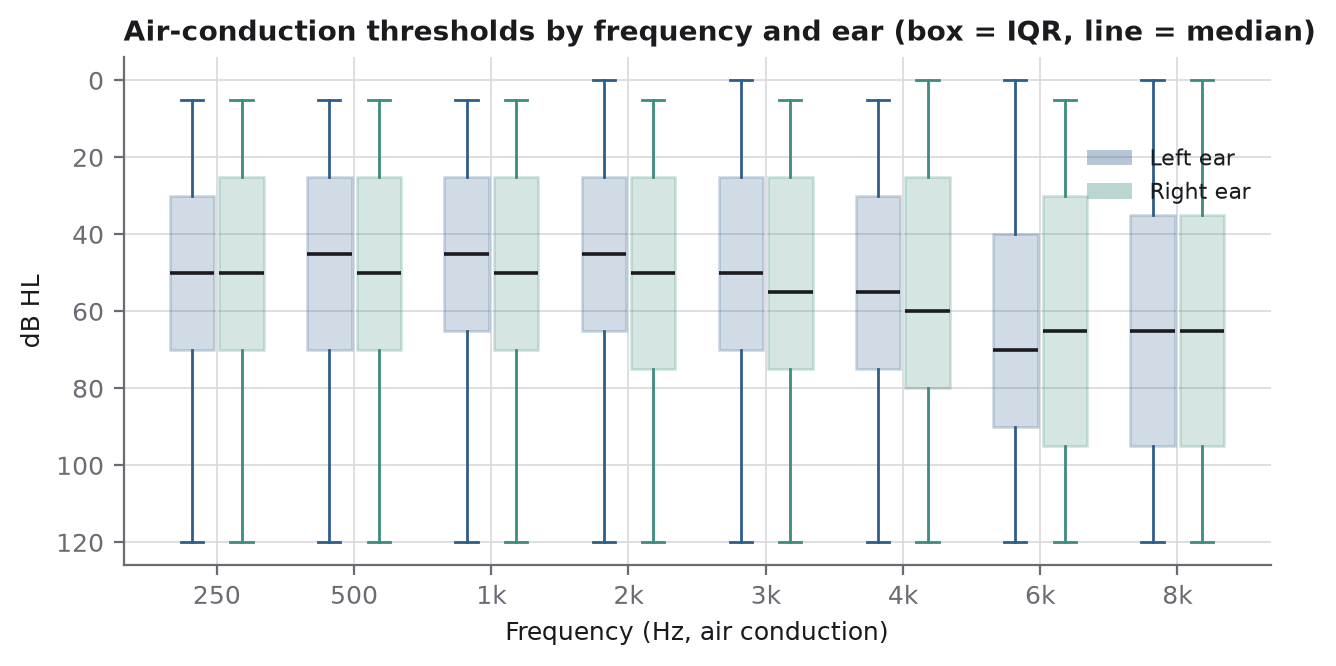 Air-conduction thresholds by frequency and ear (box = IQR, line = median)
dB HL
0
20
40
60
80
100
120
Left ear
Right ear
250 500 1k 2k 3k 4k 6k 8k
Frequency (Hz, air conduction)